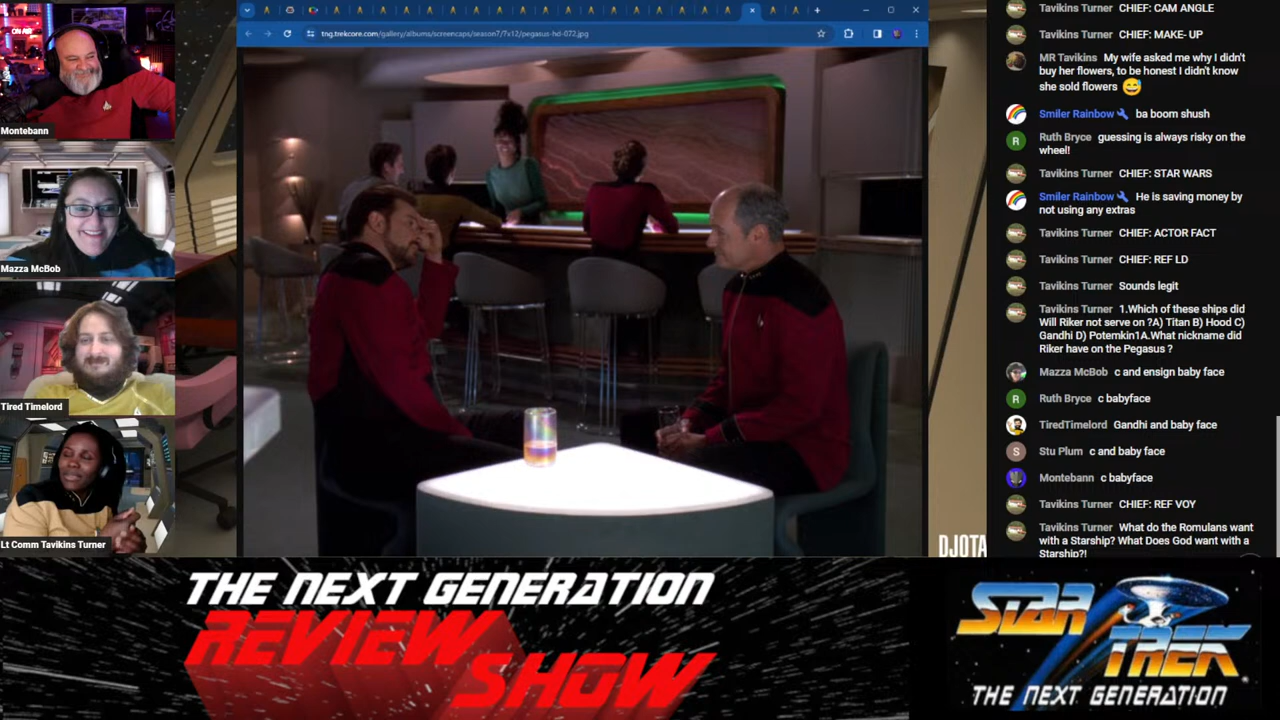 ON AIR
Montebann
Mazza McBob
Tired Timelord
Lt Comm Tavikins Turner
tng.trekcore.com/gallery/albums/screencaps/season7/7x12/pegasus-hd-072.jpg
Tavikins Turner CHIEF: CAM ANGLE
Tavikins Turner CHIEF: MAKE- UP
MR Tavikins My wife asked me why I didn't
buy her flowers, to be honest I didn't know
she sold flowers 😅
Smiler Rainbow ba boom shush
R Ruth Bryce guessing is always risky on the
wheel!
Tavikins Turner CHIEF: STAR WARS
Smiler Rainbow He is saving money by
not using any extras
Tavikins Turner CHIEF: ACTOR FACT
Tavikins Turner CHIEF: REF LD
Tavikins Turner Sounds legit
Tavikins Turner 1.Which of these ships did
Will Riker not serve on ?A) Titan B) Hood C)
Gandhi D) Potemkin1A.What nickname did
Riker have on the Pegasus ?
Mazza McBob c and ensign baby face
R Ruth Bryce c babyface
TiredTimelord Gandhi and baby face
S Stu Plum c and baby face
Montebann c babyface
Tavikins Turner CHIEF: REF VOY
Tavikins Turner What do the Romulans want
with a Starship? What Does God want with a
Starship?!
DJOTA
THE NEXT GENERATION
REVIEW
SHOW
STAR
TREK
THE NEXT GENERATION